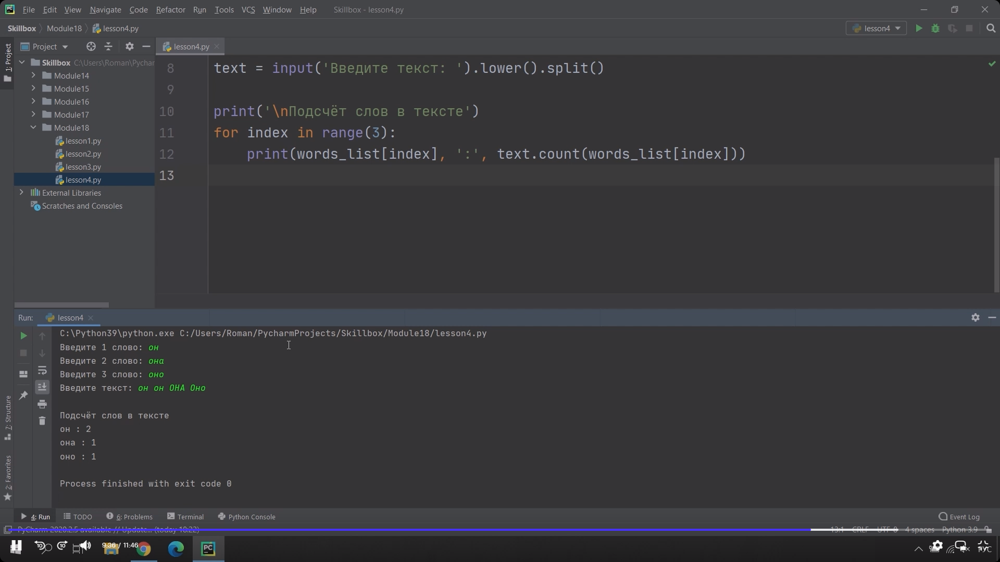 File Edit View Navigate Code Refactor Run Tools VCS Window Help Skillbox - lesson4.py
Skillbox Module18 lesson4.py lesson4
Project lesson4.py
1: Project
Skillbox C:\Users\Roman\Pychar
Module14
Module15
Module16
Module17
Module18
lesson1.py
lesson2.py
lesson3.py
lesson4.py
External Libraries
Scratches and Consoles
8 text = input('Введите текст: ').lower().split()
9
10 print('\nПодсчёт слов в тексте')
11 for index in range(3):
12 print(words_list[index], ':', text.count(words_list[index]))
13
Run: lesson4
C:\Python39\python.exe C:/Users/Roman/PycharmProjects/Skillbox/Module18/lesson4.py
Введите 1 слово: он
Введите 2 слово: она
Введите 3 слово: оно
Введите текст: он он ОНА Оно
Подсчёт слов в тексте
он : 2
она : 1
оно : 1
Process finished with exit code 0
7: Structure
2: Favorites
4: Run TODO 6: Problems Terminal Python Console Event Log
PyCharm 2020.2.5 available // Update... (today 18:22) 13:1 CRLF UTF-8 4 spaces Python 3.9
10 10 9:36 / 11:46 PC РУС